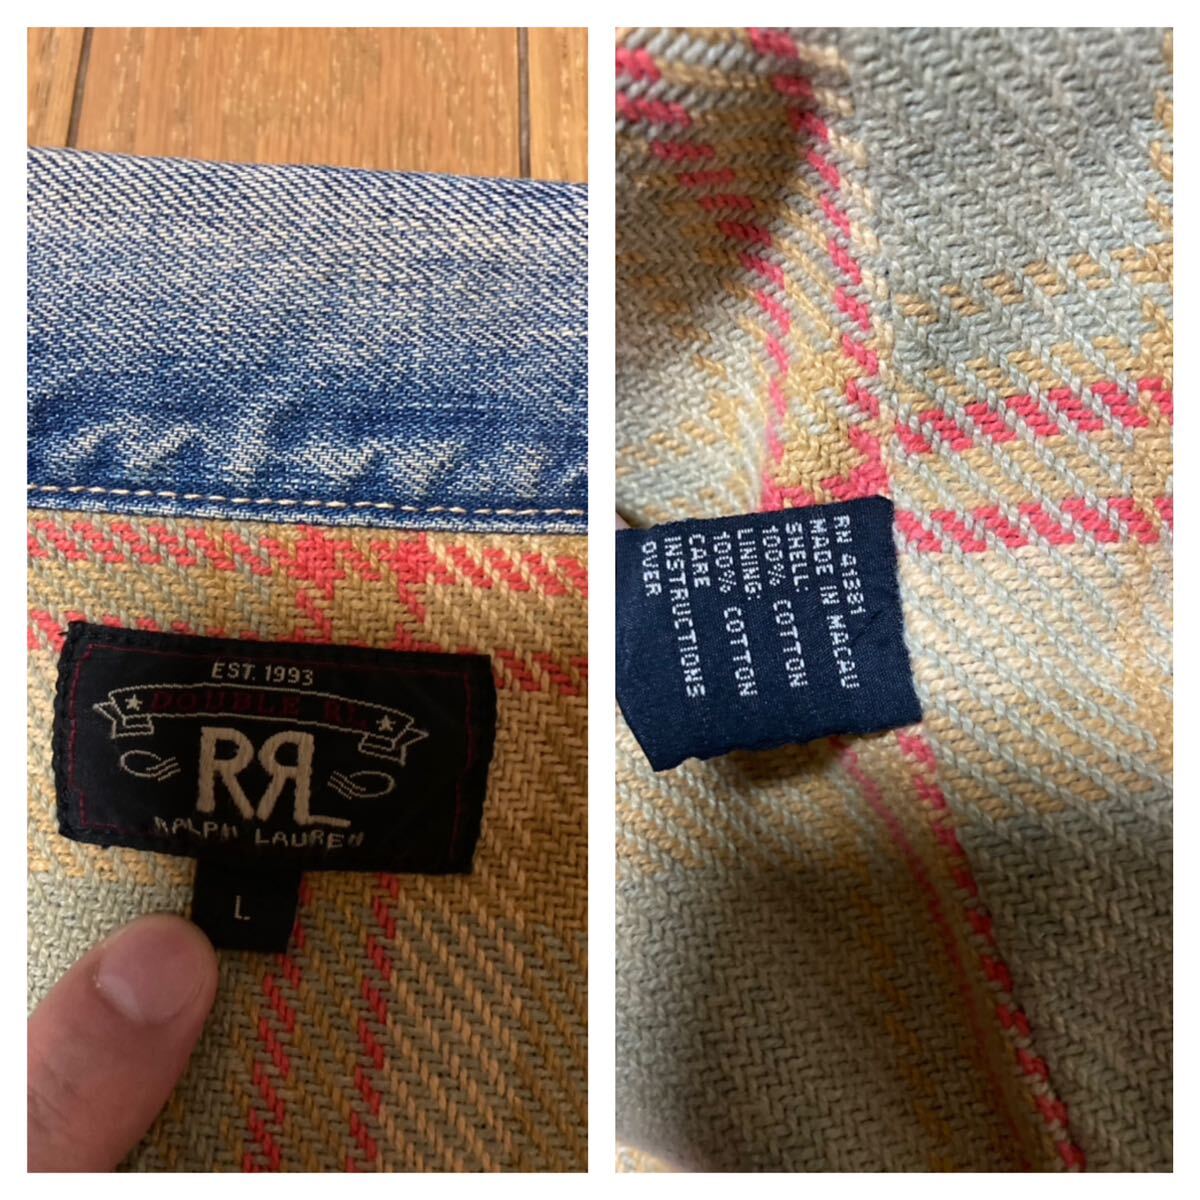 EST. 1993
DOUBLE RL
RRL
RALPH LAUREN
L
RN 41381
MADE IN MACAU
SHELL:
100% COTTON
LINING:
100% COTTON
CARE
INSTRUCTIONS
OVER